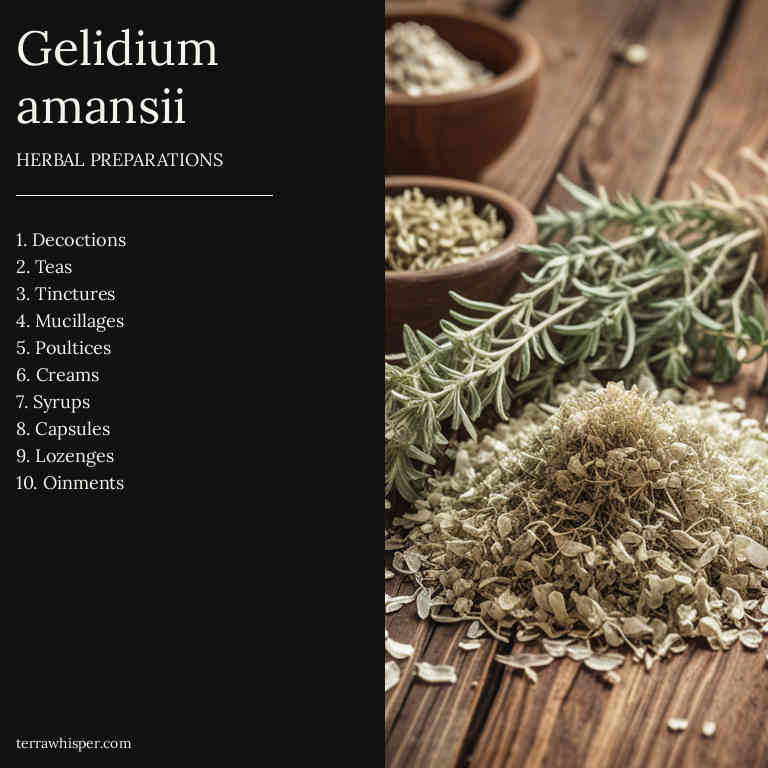 Gelidium
amansii
HERBAL PREPARATIONS
1. Decoctions
2. Teas
3. Tinctures
4. Mucillages
5. Poultices
6. Creams
7. Syrups
8. Capsules
9. Lozenges
10. Oinments
terrawhisper.com